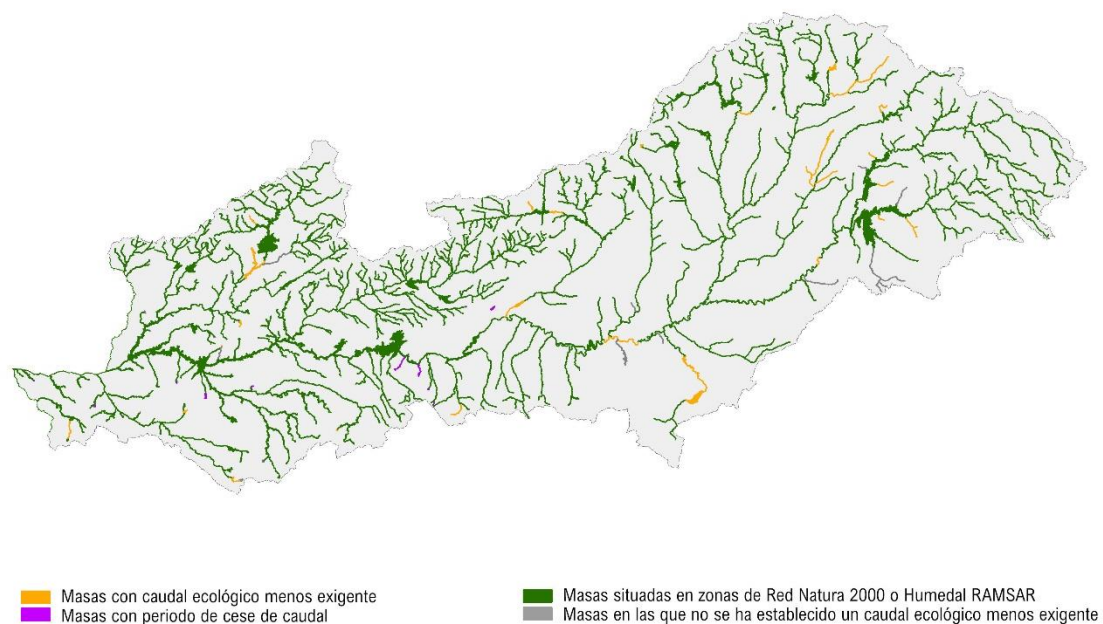 Masas con caudal ecológico menos exigente
Masas con periodo de cese de caudal
Masas situadas en zonas de Red Natura 2000 o Humedal RAMSAR
Masas en las que no se ha establecido un caudal ecológico menos exigente